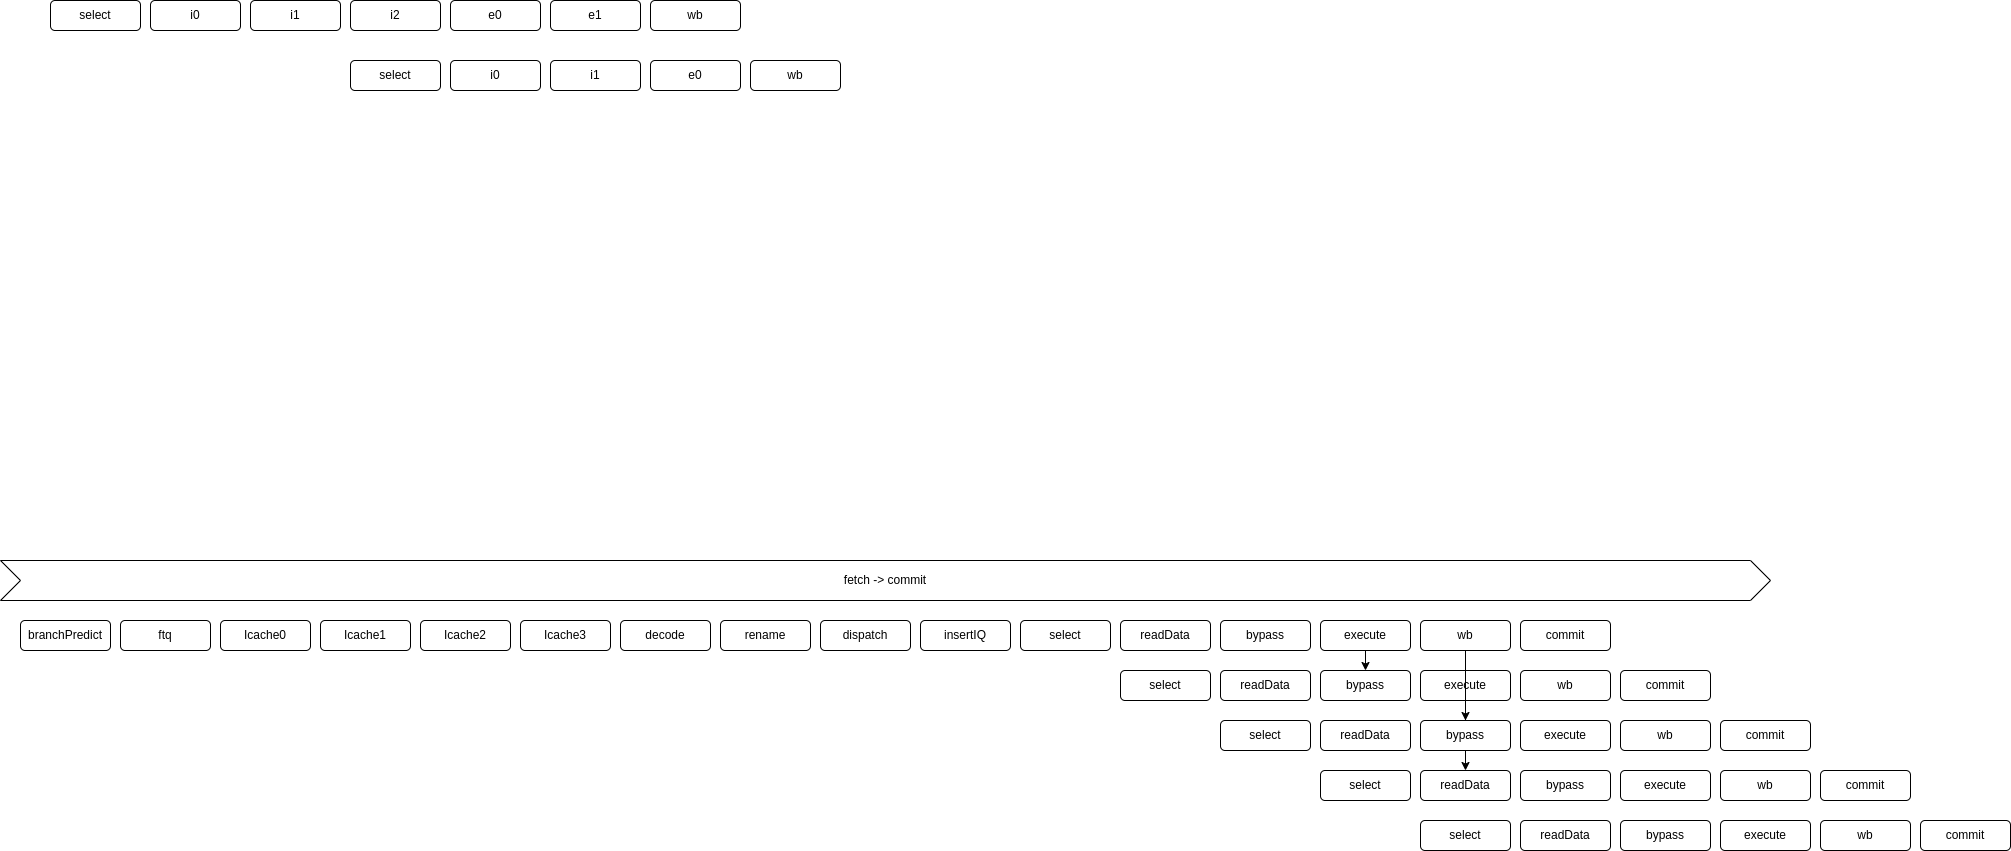 select i0 i1 i2 e0 e1 wb
select i0 i1 e0 wb
fetch -> commit
branchPredict ftq Icache0 Icache1 Icache2 Icache3 decode rename dispatch insertIQ select readData bypass execute wb commit
select readData bypass execute wb commit
select readData bypass execute wb commit
select readData bypass execute wb commit
select readData bypass execute wb commit